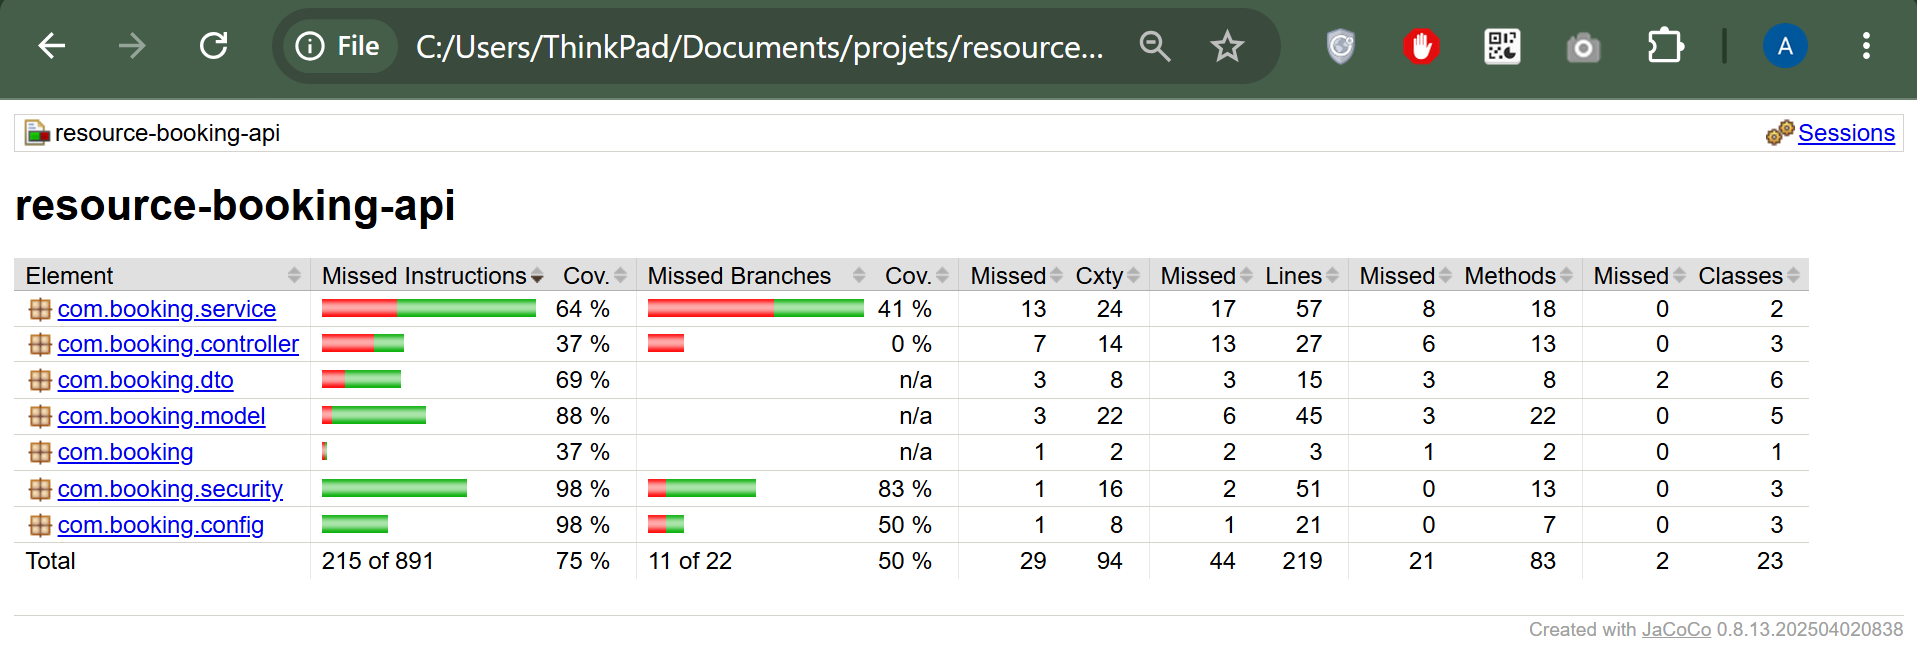 File C:/Users/ThinkPad/Documents/projets/resource... A
resource-booking-api Sessions
resource-booking-api
Element Missed Instructions Cov. Missed Branches Cov. Missed Cxty Missed Lines Missed Methods Missed Classes
com.booking.service 64 % 41 % 13 24 17 57 8 18 0 2
com.booking.controller 37 % 0 % 7 14 13 27 6 13 0 3
com.booking.dto 69 % n/a 3 8 3 15 3 8 2 6
com.booking.model 88 % n/a 3 22 6 45 3 22 0 5
com.booking 37 % n/a 1 2 2 3 1 2 0 1
com.booking.security 98 % 83 % 1 16 2 51 0 13 0 3
com.booking.config 98 % 50 % 1 8 1 21 0 7 0 3
Total 215 of 891 75 % 11 of 22 50 % 29 94 44 219 21 83 2 23
Created with JaCoCo 0.8.13.202504020838